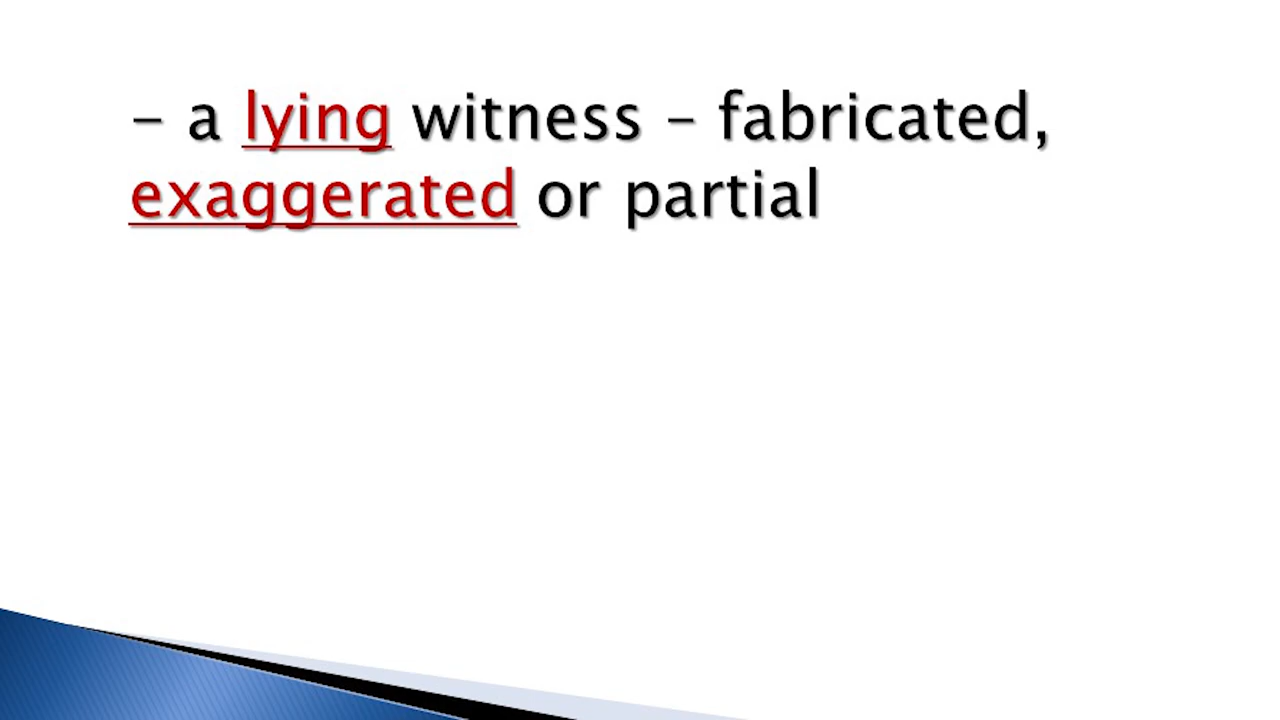 – a lying witness – fabricated,
exaggerated or partial